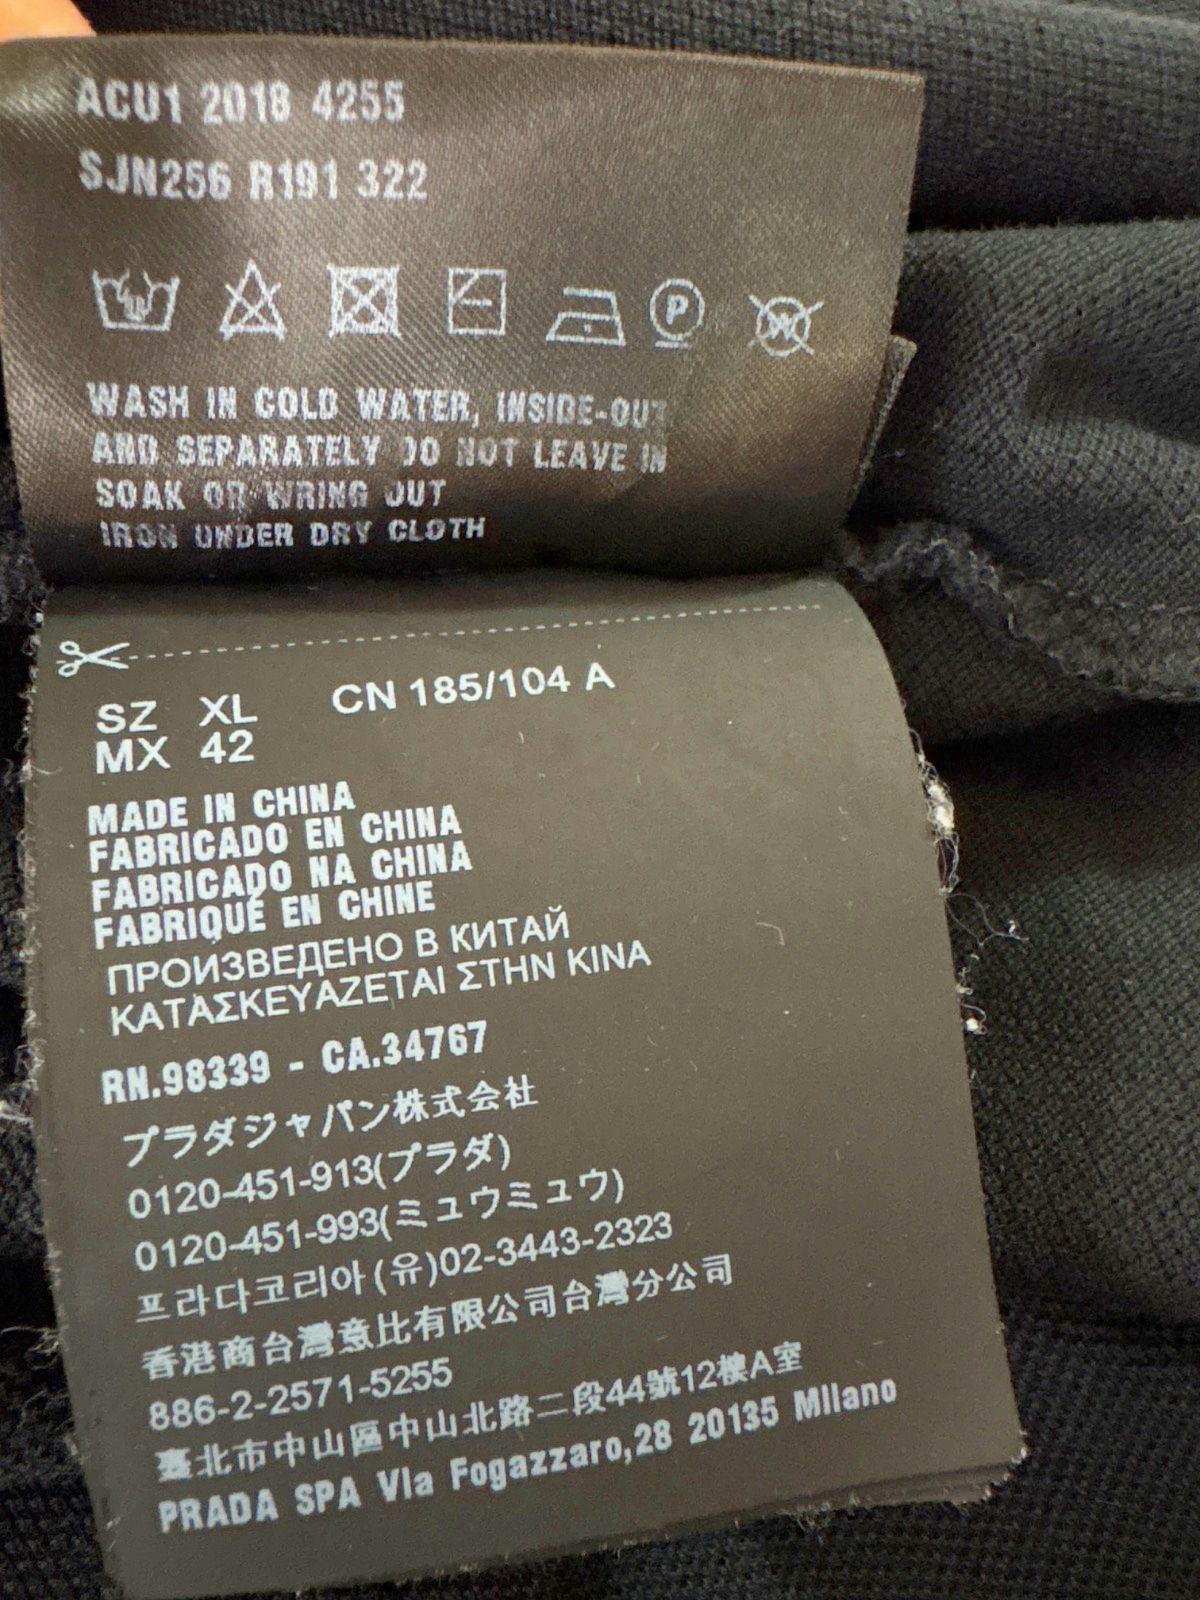 ACU1 2018 4255
SJN256 R191 322
P
W
WASH IN COLD WATER, INSIDE-OUT
AND SEPARATELY DO NOT LEAVE IN
SOAK OR WRING OUT
IRON UNDER DRY CLOTH
SZ XL CN 185/104 A
MX 42
MADE IN CHINA
FABRICADO EN CHINA
FABRICADO NA CHINA
FABRIQUÉ EN CHINE
ПРОИЗВЕДЕНО В КИТАЙ
ΚΑΤΑΣΚΕΥΑΖΕΤΑΙ ΣΤΗΝ ΚΙΝΑ
RN.98339 - CA.34767
プラダジャパン株式会社
0120-451-913(プラダ)
0120-451-993(ミュウミュウ)
프라다코리아(유)02-3443-2323
香港商台灣意比有限公司台灣分公司
886-2-2571-5255
臺北市中山區中山北路二段44號12樓A室
PRADA SPA Via Fogazzaro,28 20135 Milano